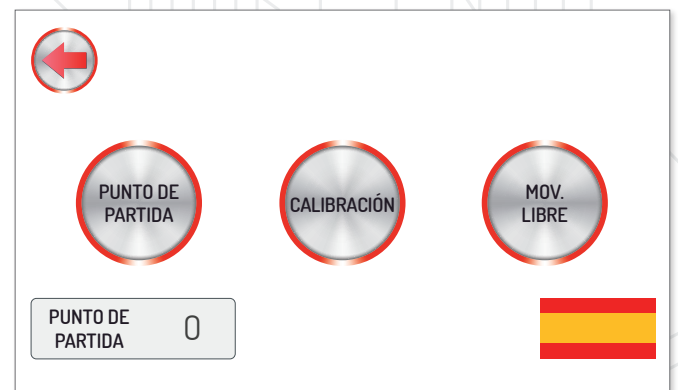 PUNTO DE
PARTIDA
CALIBRACIÓN
MOV.
LIBRE
PUNTO DE
PARTIDA
0